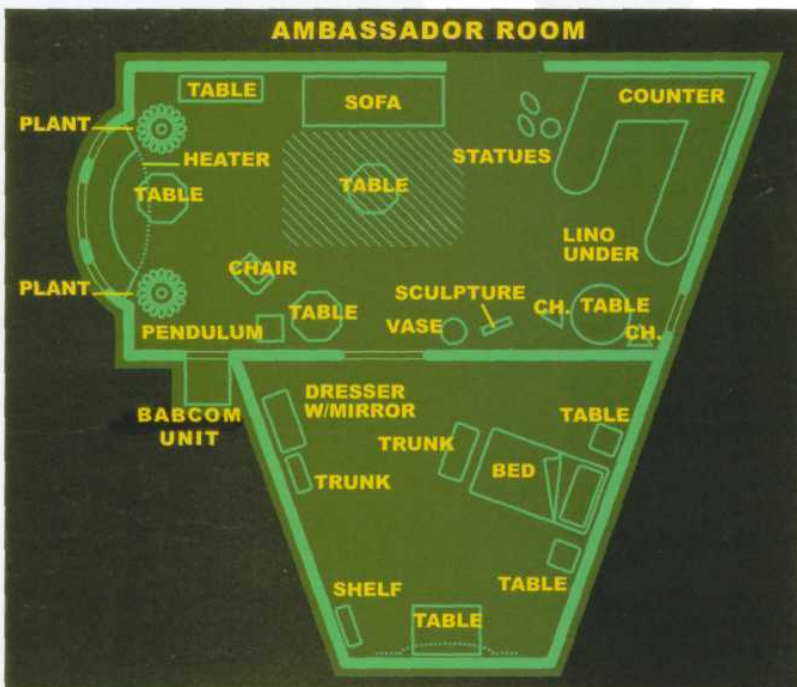 AMBASSADOR ROOM
TABLE
SOFA
COUNTER
PLANT
HEATER
STATUES
TABLE
TABLE
LINO
UNDER
CHAIR
PLANT
SCULPTURE
TABLE
CH.
TABLE
PENDULUM
VASE
CH.
BABCOM
UNIT
DRESSER
W/MIRROR
TABLE
TRUNK
BED
TRUNK
TABLE
SHELF
TABLE